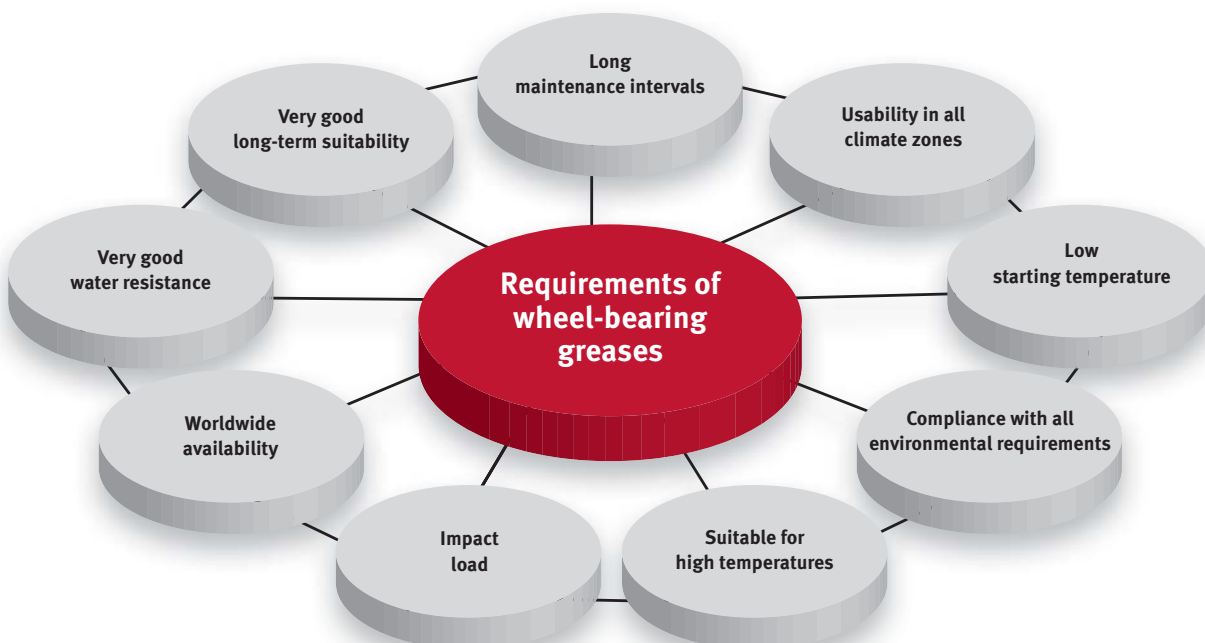 Long
maintenance intervals
Very good
long-term suitability
Usability in all
climate zones
Very good
water resistance
Low
starting temperature
Requirements of
wheel-bearing
greases
Worldwide
availability
Compliance with all
environmental requirements
Impact
load
Suitable for
high temperatures